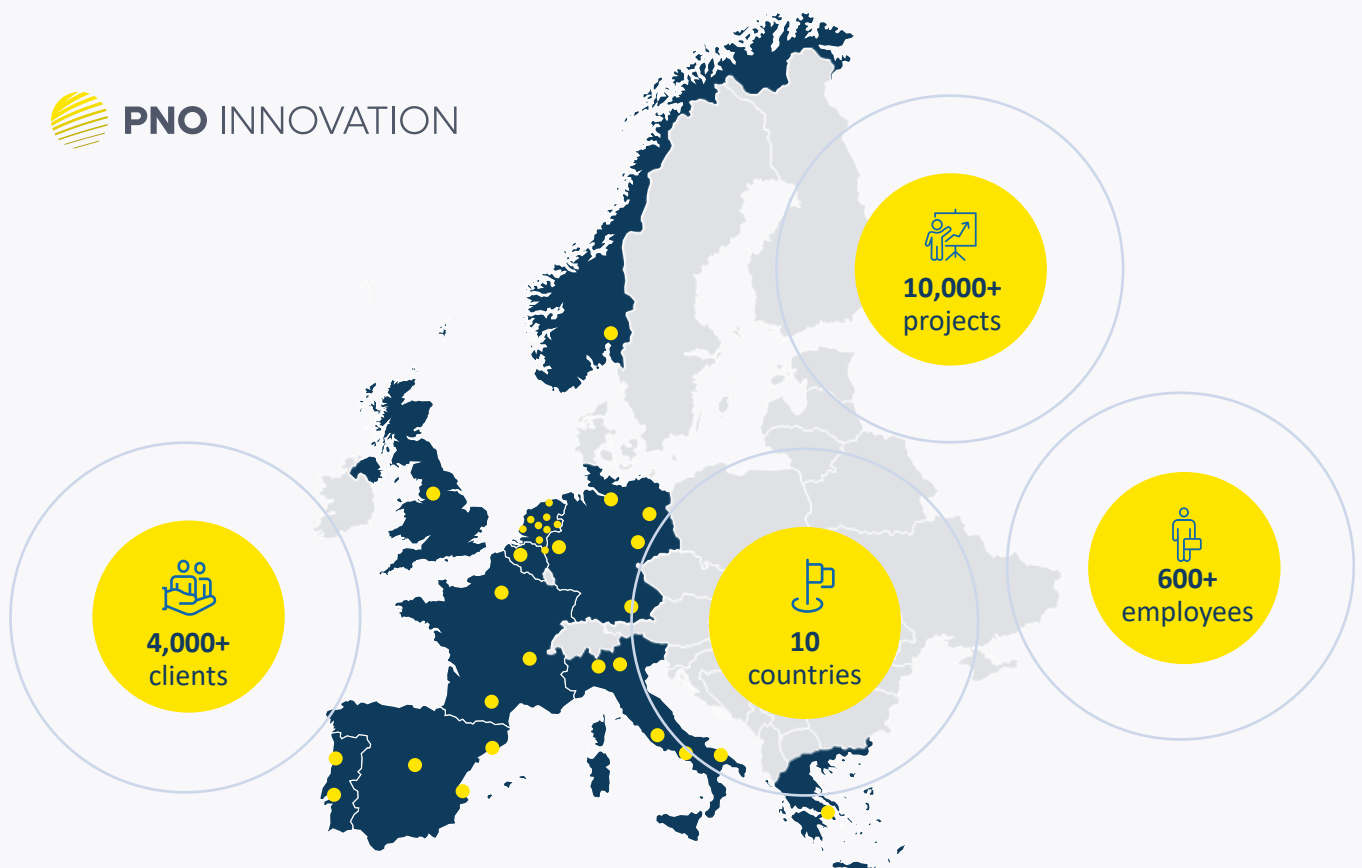 PNO INNOVATION
10,000+
projects
600+
employees
4,000+
clients
10
countries